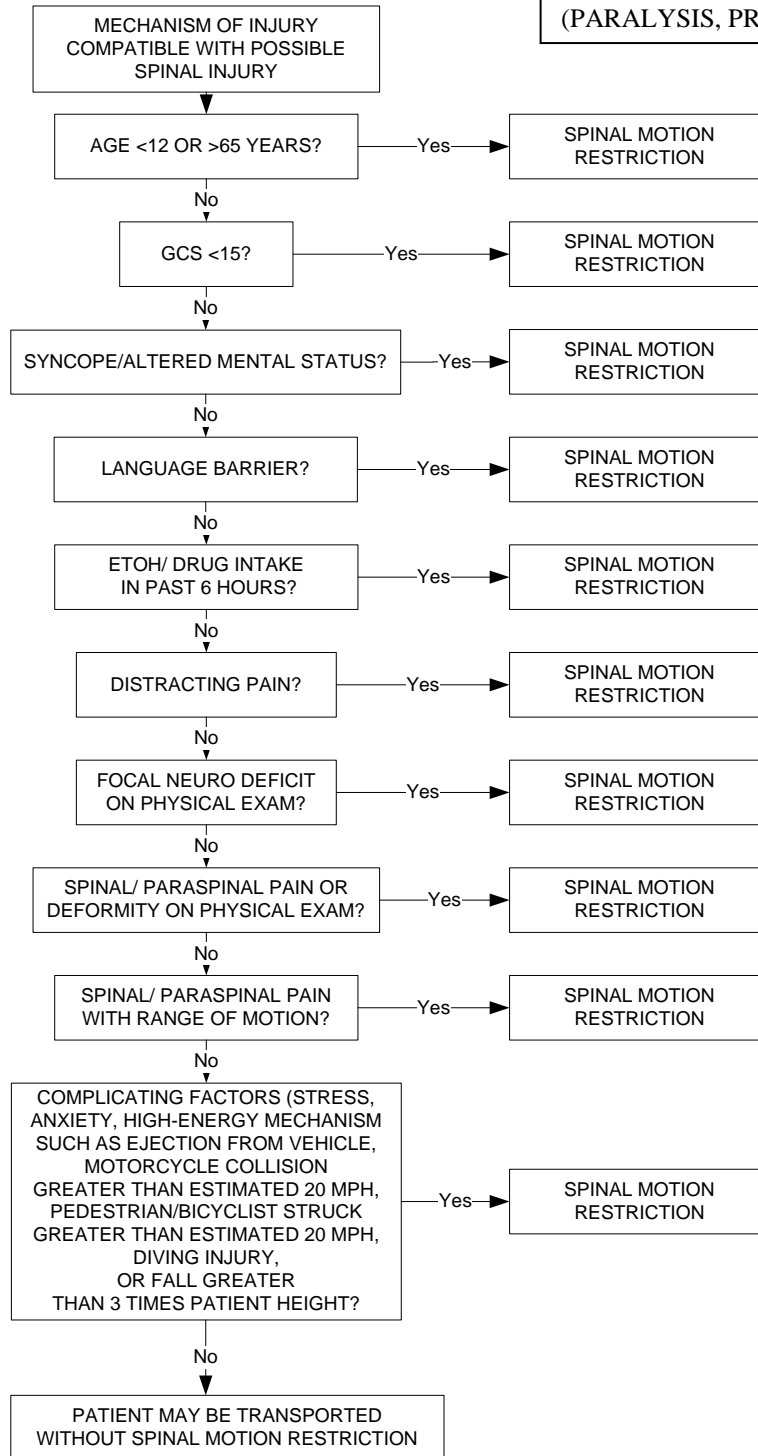 (PARALYSIS, PR
MECHANISM OF INJURY
COMPATIBLE WITH POSSIBLE
SPINAL INJURY
AGE <12 OR >65 YEARS?
Yes
SPINAL MOTION
RESTRICTION
No
GCS <15?
Yes
SPINAL MOTION
RESTRICTION
No
SYNCOPE/ALTERED MENTAL STATUS?
Yes
SPINAL MOTION
RESTRICTION
No
LANGUAGE BARRIER?
Yes
SPINAL MOTION
RESTRICTION
No
ETOH/ DRUG INTAKE
IN PAST 6 HOURS?
Yes
SPINAL MOTION
RESTRICTION
No
DISTRACTING PAIN?
Yes
SPINAL MOTION
RESTRICTION
No
FOCAL NEURO DEFICIT
ON PHYSICAL EXAM?
Yes
SPINAL MOTION
RESTRICTION
No
SPINAL/ PARASPINAL PAIN OR
DEFORMITY ON PHYSICAL EXAM?
Yes
SPINAL MOTION
RESTRICTION
No
SPINAL/ PARASPINAL PAIN
WITH RANGE OF MOTION?
Yes
SPINAL MOTION
RESTRICTION
No
COMPLICATING FACTORS (STRESS,
ANXIETY, HIGH-ENERGY MECHANISM
SUCH AS EJECTION FROM VEHICLE,
MOTORCYCLE COLLISION
GREATER THAN ESTIMATED 20 MPH,
PEDESTRIAN/BICYCLIST STRUCK
GREATER THAN ESTIMATED 20 MPH,
DIVING INJURY,
OR FALL GREATER
THAN 3 TIMES PATIENT HEIGHT?
Yes
SPINAL MOTION
RESTRICTION
No
PATIENT MAY BE TRANSPORTED
WITHOUT SPINAL MOTION RESTRICTION